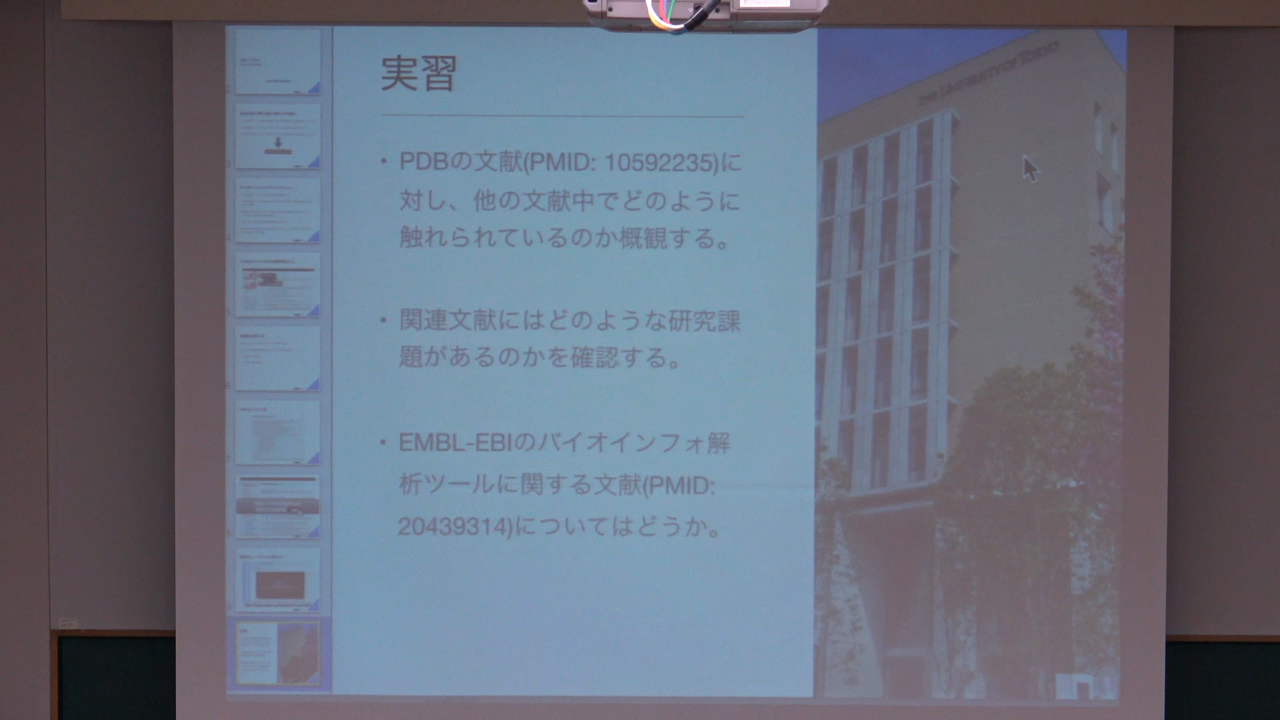 実習
・PDBの文献(PMID: 10592235)に
対し、他の文献中でどのように
触れられているのか概観する。
・関連文献にはどのような研究課
題があるのかを確認する。
・EMBL-EBIのバイオインフォ解
析ツールに関する文献(PMID:
20439314)についてはどうか。
THE UNIVERSITY OF TOKYO